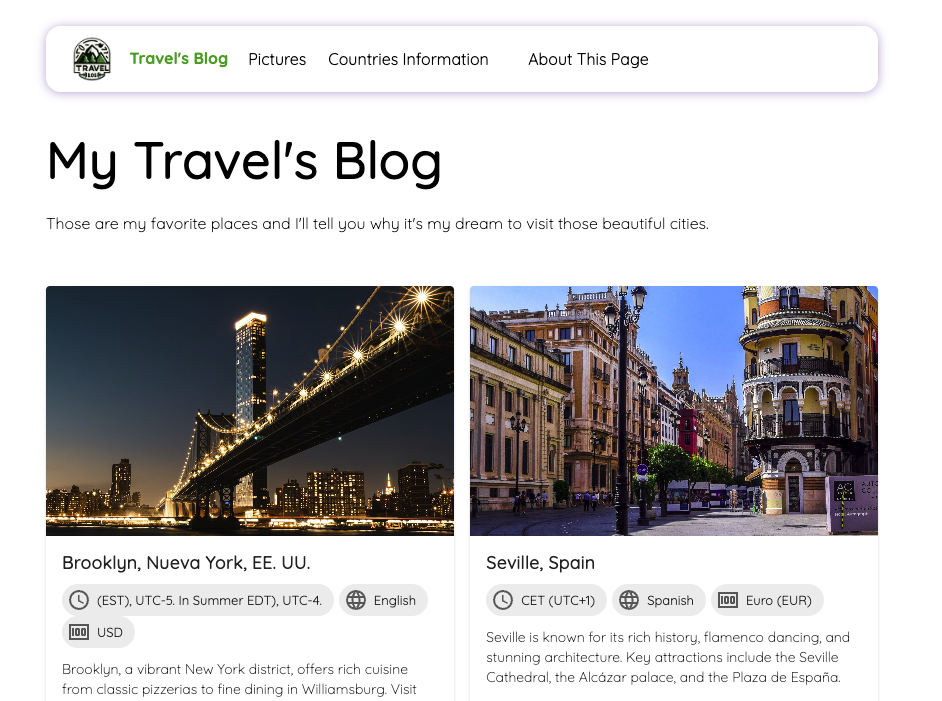 TRAVEL
Travel's Blog
Pictures
Countries Information
About This Page
My Travel's Blog
Those are my favorite places and I'll tell you why it's my dream to visit those beautiful cities.
Brooklyn, Nueva York, EE. UU.
(EST), UTC-5. In Summer EDT), UTC-4.
English
100
USD
Brooklyn, a vibrant New York district, offers rich cuisine
from classic pizzerias to fine dining in Williamsburg. Visit
AC
Seville, Spain
CET (UTC+1)
Spanish
100
Euro (EUR)
Seville is known for its rich history, flamenco dancing, and
stunning architecture. Key attractions include the Seville
Cathedral, the Alcázar palace, and the Plaza de España.